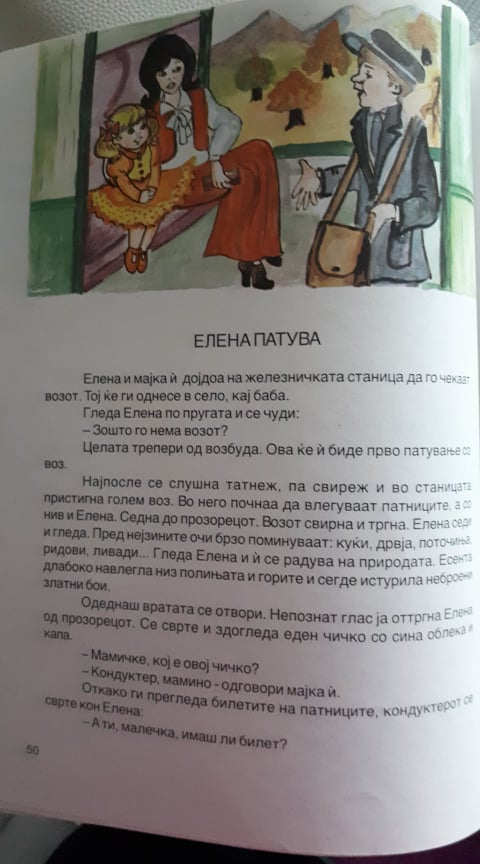 ЕЛЕНА ПАТУВА
Елена и мајка ѝ дојдоа на железничката станица да го чекаат
возот. Тој ќе ги однесе в село, кај баба.
Гледа Елена по пругата и се чуди:
– Зошто го нема возот?
Целата трепери од возбуда. Ова ќе ѝ биде прво патување со
воз.
Најпосле се слушна татнеж, па свиреж и во станицата
пристигна голем воз. Во него почнаа да влегуваат патниците, а со
нив и Елена. Седна до прозорецот. Возот свирна и тргна. Елена седи
и гледа. Пред нејзините очи брзо поминуваат: куќи, дрвја, поточиња,
ридови, ливади... Гледа Елена и ѝ се радува на природата. Есента
длабоко навлегла низ полињата и горите и сегде истурила неброени
златни бои.
Одеднаш вратата се отвори. Непознат глас ја оттргна Елена
од прозорецот. Се сврте и здогледа еден чичко со сина облека и
капа.
– Мамичке, кој е овој чичко?
– Кондуктер, мамино - одговори мајка ѝ.
Откако ги прегледа билетите на патниците, кондуктерот се
сврте кон Елена:
– А ти, малечка, имаш ли билет?
50